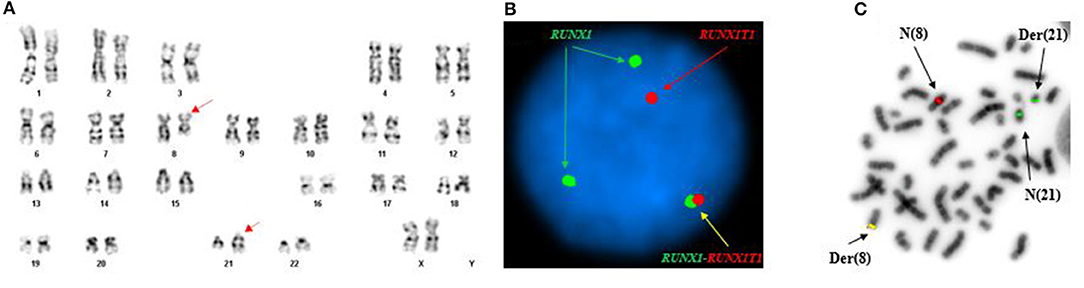 A
1 2 3 4 5
6 7 8 9 10 11 12
13 14 15 16 17 18
19 20 21 22 X Y
B
RUNX1 RUNX1T1
RUNX1-RUNX1T1
C
N(8) Der(21)
N(21)
Der(8)